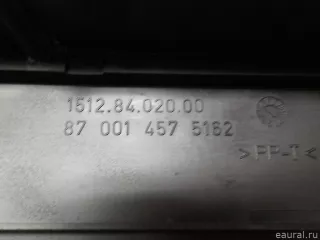 1512.84.020.00
87 001 457 5162
>PP-T<
eaural.ru